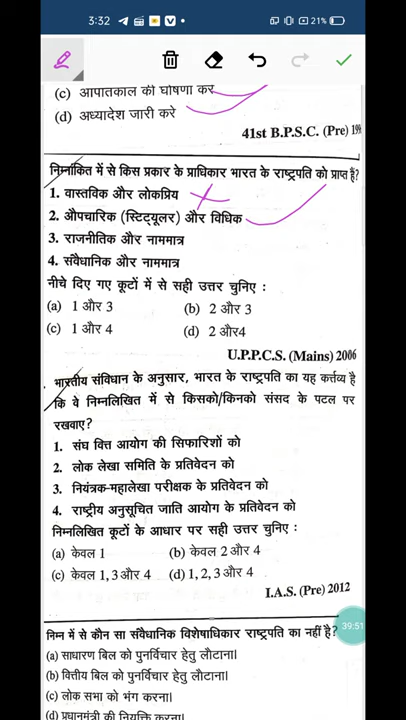 3:32
21%
(c) आपातकाल की घोषणा करे
(d) अध्यादेश जारी करे
41st B.P.S.C. (Pre)
निम्नांकित में से किस प्रकार के प्राधिकार भारत के राष्ट्रपति को प्राप्त हैं?
1. वास्तविक और लोकप्रिय
2. औपचारिक (स्टिट्यूलर) और विधिक
3. राजनीतिक और नाममात्र
4. संवैधानिक और नाममात्र
नीचे दिए गए कूटों में से सही उत्तर चुनिए :
(a) 1 और 3 (b) 2 और 3
(c) 1 और 4 (d) 2 और4
U.P.P.C.S. (Mains) 2006
भारतीय संविधान के अनुसार, भारत के राष्ट्रपति का यह कर्त्तव्य है
कि वे निम्नलिखित में से किसको/किनको संसद के पटल पर
रखवाए?
1. संघ वित्त आयोग की सिफारिशों को
2. लोक लेखा समिति के प्रतिवेदन को
3. नियंत्रक-महालेखा परीक्षक के प्रतिवेदन को
4. राष्ट्रीय अनुसूचित जाति आयोग के प्रतिवेदन को
निम्नलिखित कूटों के आधार पर सही उत्तर चुनिए :
(a) केवल 1 (b) केवल 2 और 4
(c) केवल 1, 3 और 4 (d) 1, 2, 3 और 4
I.A.S. (Pre) 2012
39:51
निम्न में से कौन सा संवैधानिक विशेषाधिकार राष्ट्रपति का नहीं है?
(a) साधारण बिल को पुनर्विचार हेतु लौटाना।
(b) वित्तीय बिल को पुनर्विचार हेतु लौटाना।
(c) लोक सभा को भंग करना।
(d) प्रधानमंत्री की नियुक्ति करना।